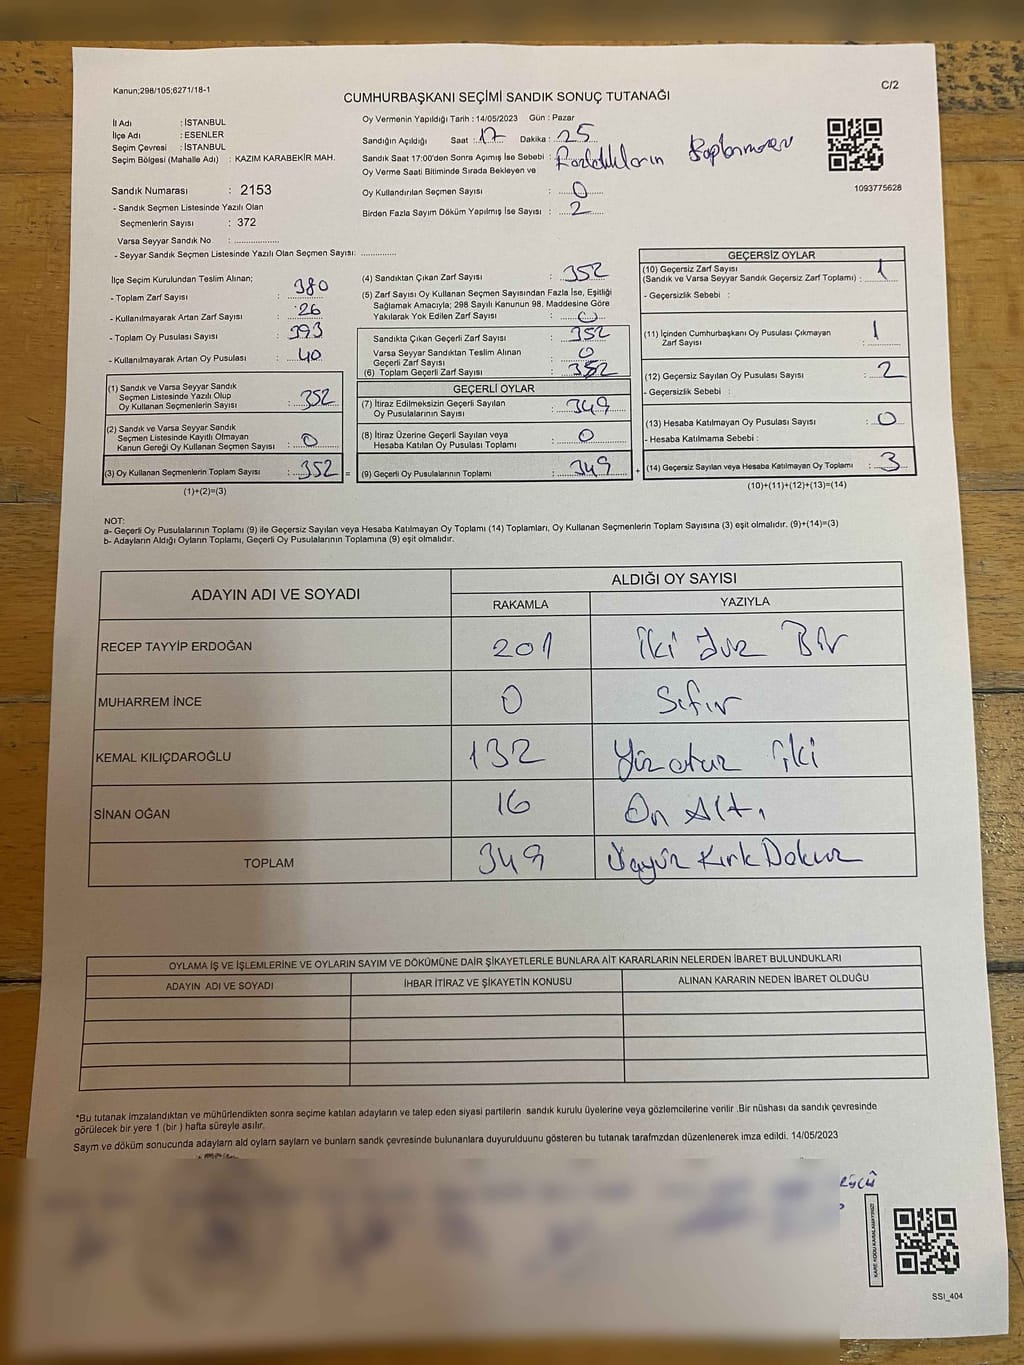 Kanun;298/105;6271/18-1
C/2
CUMHURBAŞKANI SEÇİMİ SANDIK SONUÇ TUTANAĞI
İl Adı : İSTANBUL
İlçe Adı : ESENLER
Seçim Çevresi : İSTANBUL
Seçim Bölgesi (Mahalle Adı) : KAZIM KARABEKİR MAH.
Sandık Numarası : 2153
- Sandık Seçmen Listesinde Yazılı Olan
Seçmenlerin Sayısı : 372
Varsa Seyyar Sandık No : ..................
- Seyyar Sandık Seçmen Listesinde Yazılı Olan Seçmen Sayısı: .............
Oy Vermenin Yapıldığı Tarih : 14/05/2023 Gün : Pazar
Sandığın Açıldığı Saat : 17 Dakika : 25
Sandık Saat 17:00'den Sonra Açımış İse Sebebi :
Oy Verme Saati Bitiminde Sırada Bekleyen ve
Oy Kullandırılan Seçmen Sayısı : 0
Birden Fazla Sayım Döküm Yapılmış İse Sayısı : 2
1093775628
İlçe Seçim Kurulundan Teslim Alınan;
- Toplam Zarf Sayısı : 380
- Kullanılmayarak Artan Zarf Sayısı : 26
- Toplam Oy Pusulası Sayısı : 393
- Kullanılmayarak Artan Oy Pusulası : 40
(1) Sandık ve Varsa Seyyar Sandık
Seçmen Listesinde Yazılı Olup
Oy Kullanan Seçmenlerin Sayısı : 352
(2) Sandık ve Varsa Seyyar Sandık
Seçmen Listesinde Kayıtlı Olmayan
Kanun Gereği Oy Kullanan Seçmen Sayısı : 0
(3) Oy Kullanan Seçmenlerin Toplam Sayısı : 352 =
(1)+(2)=(3)
(4) Sandıktan Çıkan Zarf Sayısı : 352
(5) Zarf Sayısı Oy Kullanan Seçmen Sayısından Fazla İse, Eşitliği
Sağlamak Amacıyla; 298 Sayılı Kanunun 98. Maddesine Göre
Yakılarak Yok Edilen Zarf Sayısı : 0
Sandıkta Çıkan Geçerli Zarf Sayısı : 352
Varsa Seyyar Sandıktan Teslim Alınan
Geçerli Zarf Sayısı : 0
(6) Toplam Geçerli Zarf Sayısı : 352
GEÇERLİ OYLAR
(7) İtiraz Edilmeksizin Geçerli Sayılan
Oy Pusulalarının Sayısı : 349
(8) İtiraz Üzerine Geçerli Sayılan veya
Hesaba Katılan Oy Pusulası Sayısı : 0
(9) Geçerli Oy Pusulalarının Toplamı : 349 +
GEÇERSİZ OYLAR
(10) Geçersiz Zarf Sayısı
(Sandık ve Varsa Seyyar Sandık Geçersiz Zarf Toplamı) : 1
- Geçersizlik Sebebi :
(11) İçinden Cumhurbaşkanı Oy Pusulası Çıkmayan
Zarf Sayısı : 1
(12) Geçersiz Sayılan Oy Pusulası Sayısı : 2
- Geçersizlik Sebebi :
(13) Hesaba Katılmayan Oy Pusulası Sayısı : 0
- Hesaba Katılmama Sebebi :
(14) Geçersiz Sayılan veya Hesaba Katılmayan Oy Toplamı : 3
(10)+(11)+(12)+(13)=(14)
NOT:
a- Geçerli Oy Pusulalarının Toplamı (9) ile Geçersiz Sayılan veya Hesaba Katılmayan Oy Toplamı (14) Toplamları, Oy Kullanan Seçmenlerin Toplam Sayısına (3) eşit olmalıdır. (9)+(14)=(3)
b- Adayların Aldığı Oyların Toplamı, Geçerli Oy Pusulalarının Toplamına (9) eşit olmalıdır.
ADAYIN ADI VE SOYADI
ALDIĞI OY SAYISI
RAKAMLA YAZIYLA
RECEP TAYYİP ERDOĞAN 201 iki yüz Bir
MUHARREM İNCE 0 Sıfır
KEMAL KILIÇDAROĞLU 132 Yüz otuz iki
SİNAN OĞAN 16 On Altı
TOPLAM 349 Üçyüz Kırk Dokuz
OYLAMA İŞ VE İŞLEMLERİNE VE OYLARIN SAYIM VE DÖKÜMÜNE DAİR ŞİKAYETLERLE BUNLARA AİT KARARLARIN NELERDEN İBARET BULUNDUKLARI
ADAYIN ADI VE SOYADI İHBAR İTİRAZ VE ŞİKAYETİN KONUSU ALINAN KARARIN NEDEN İBARET OLDUĞU
*Bu tutanak imzalandıktan ve mühürlendikten sonra seçime katılan adayların ve talep eden siyasi partilerin sandık kurulu üyelerine veya gözlemcilerine verilir .Bir nüshası da sandık çevresinde
görülecek bir yere 1 (bir ) hafta süreyle asılır.
Saym ve döküm sonucunda adaylarn ald oylarn saylarn ve bunlarn sandk çevresinde bulunanlara duyurulduunu gösteren bu tutanak tarafmzdan düzenlenerek imza edildi. 14/05/2023
KARE KODU KARALAMAYINIZ!
SSI_404